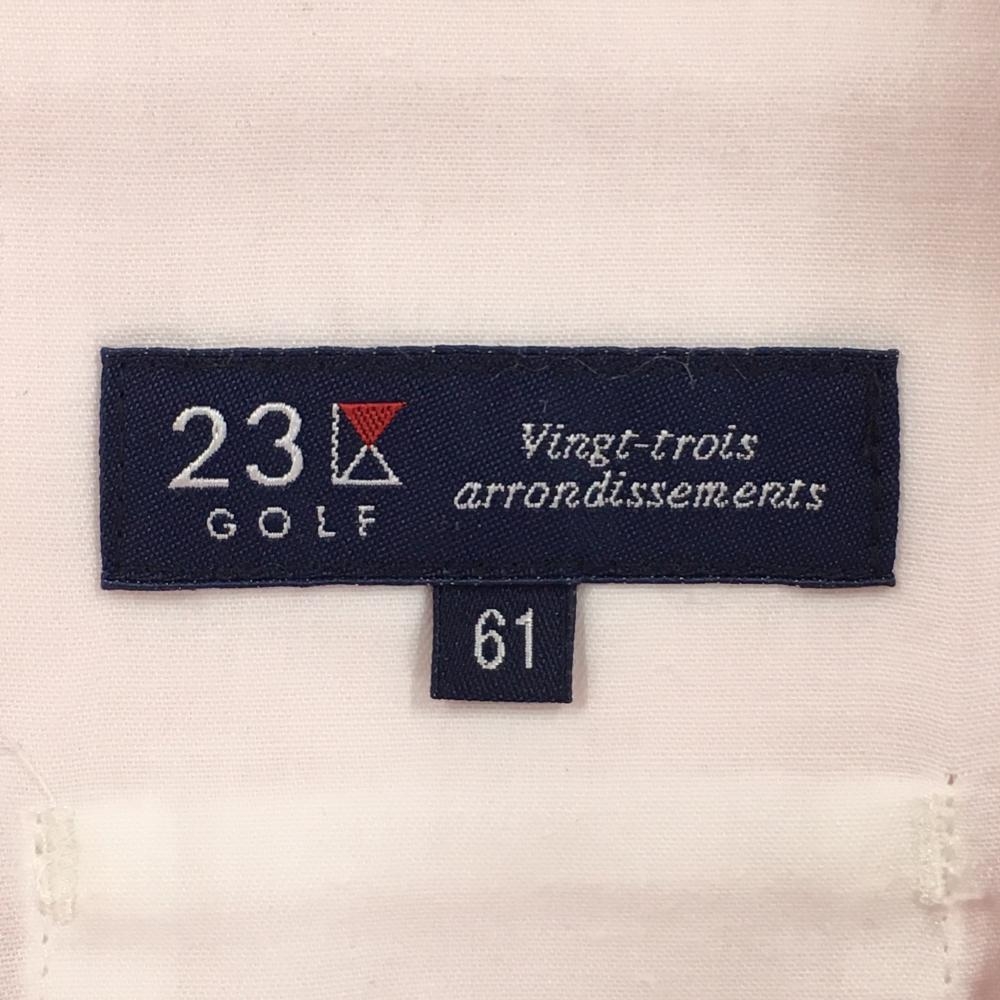 23
GOLF
Vingt-trois
arrondissements
61